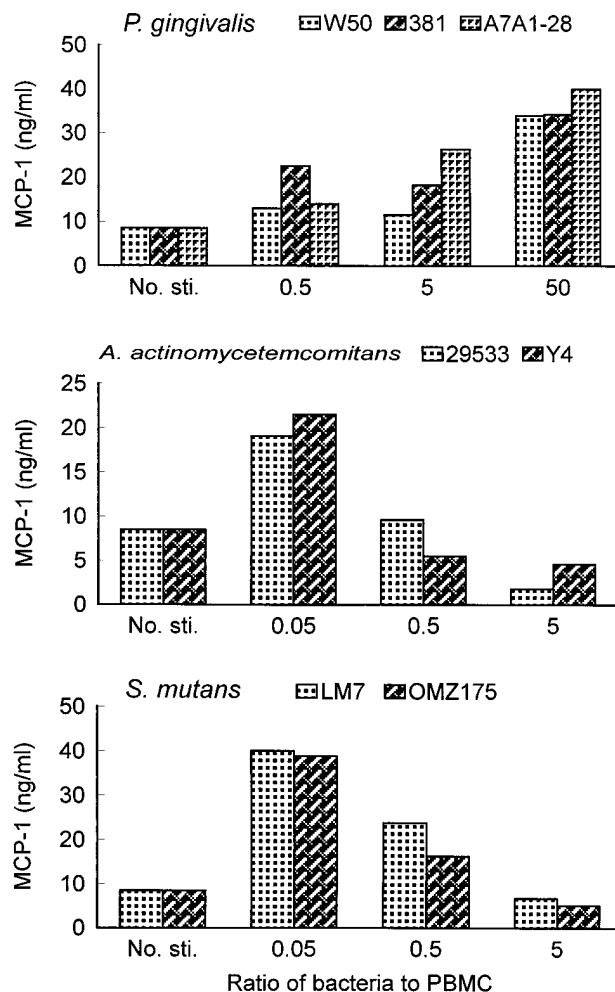 P. gingivalis W50 381 A7A1-28
MCP-1 (ng/ml)
50
40
30
20
10
0
No. sti. 0.5 5 50
A. actinomycetemcomitans 29533 Y4
MCP-1 (ng/ml)
25
20
15
10
5
0
No. sti. 0.05 0.5 5
S. mutans LM7 OMZ175
MCP-1 (ng/ml)
50
40
30
20
10
0
No. sti. 0.05 0.5 5
Ratio of bacteria to PBMC